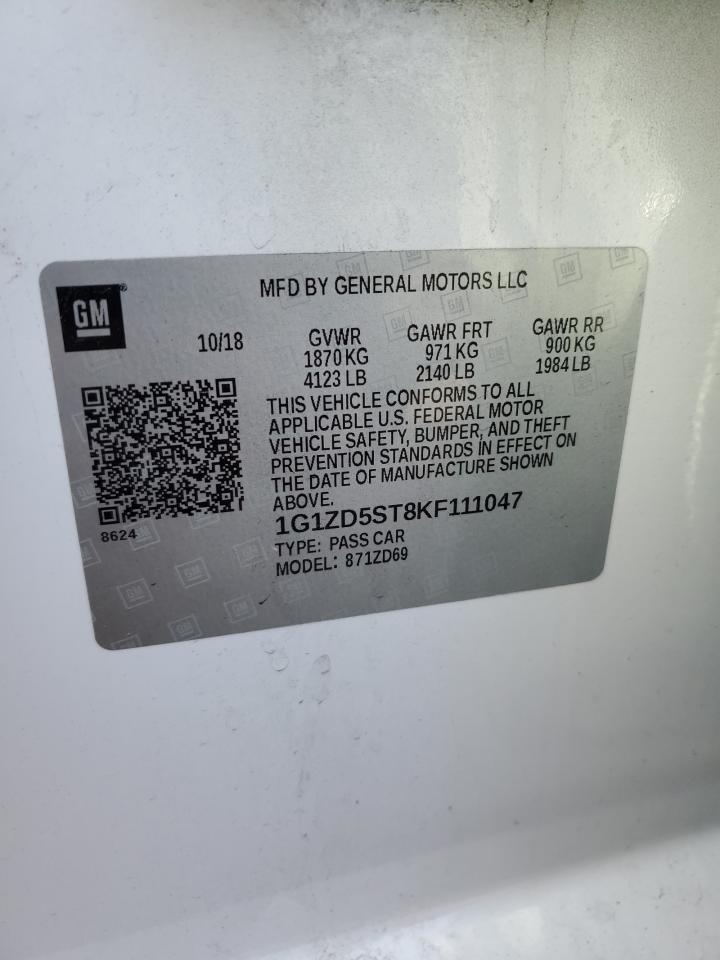 GM
MFD BY GENERAL MOTORS LLC
10/18
GVWR
1870 KG
4123 LB
GAWR FRT
971 KG
2140 LB
GAWR RR
900 KG
1984 LB
THIS VEHICLE CONFORMS TO ALL
APPLICABLE U.S. FEDERAL MOTOR
VEHICLE SAFETY, BUMPER, AND THEFT
PREVENTION STANDARDS IN EFFECT ON
THE DATE OF MANUFACTURE SHOWN
ABOVE.
8624
1G1ZD5ST8KF111047
TYPE: PASS CAR
MODEL: 871ZD69